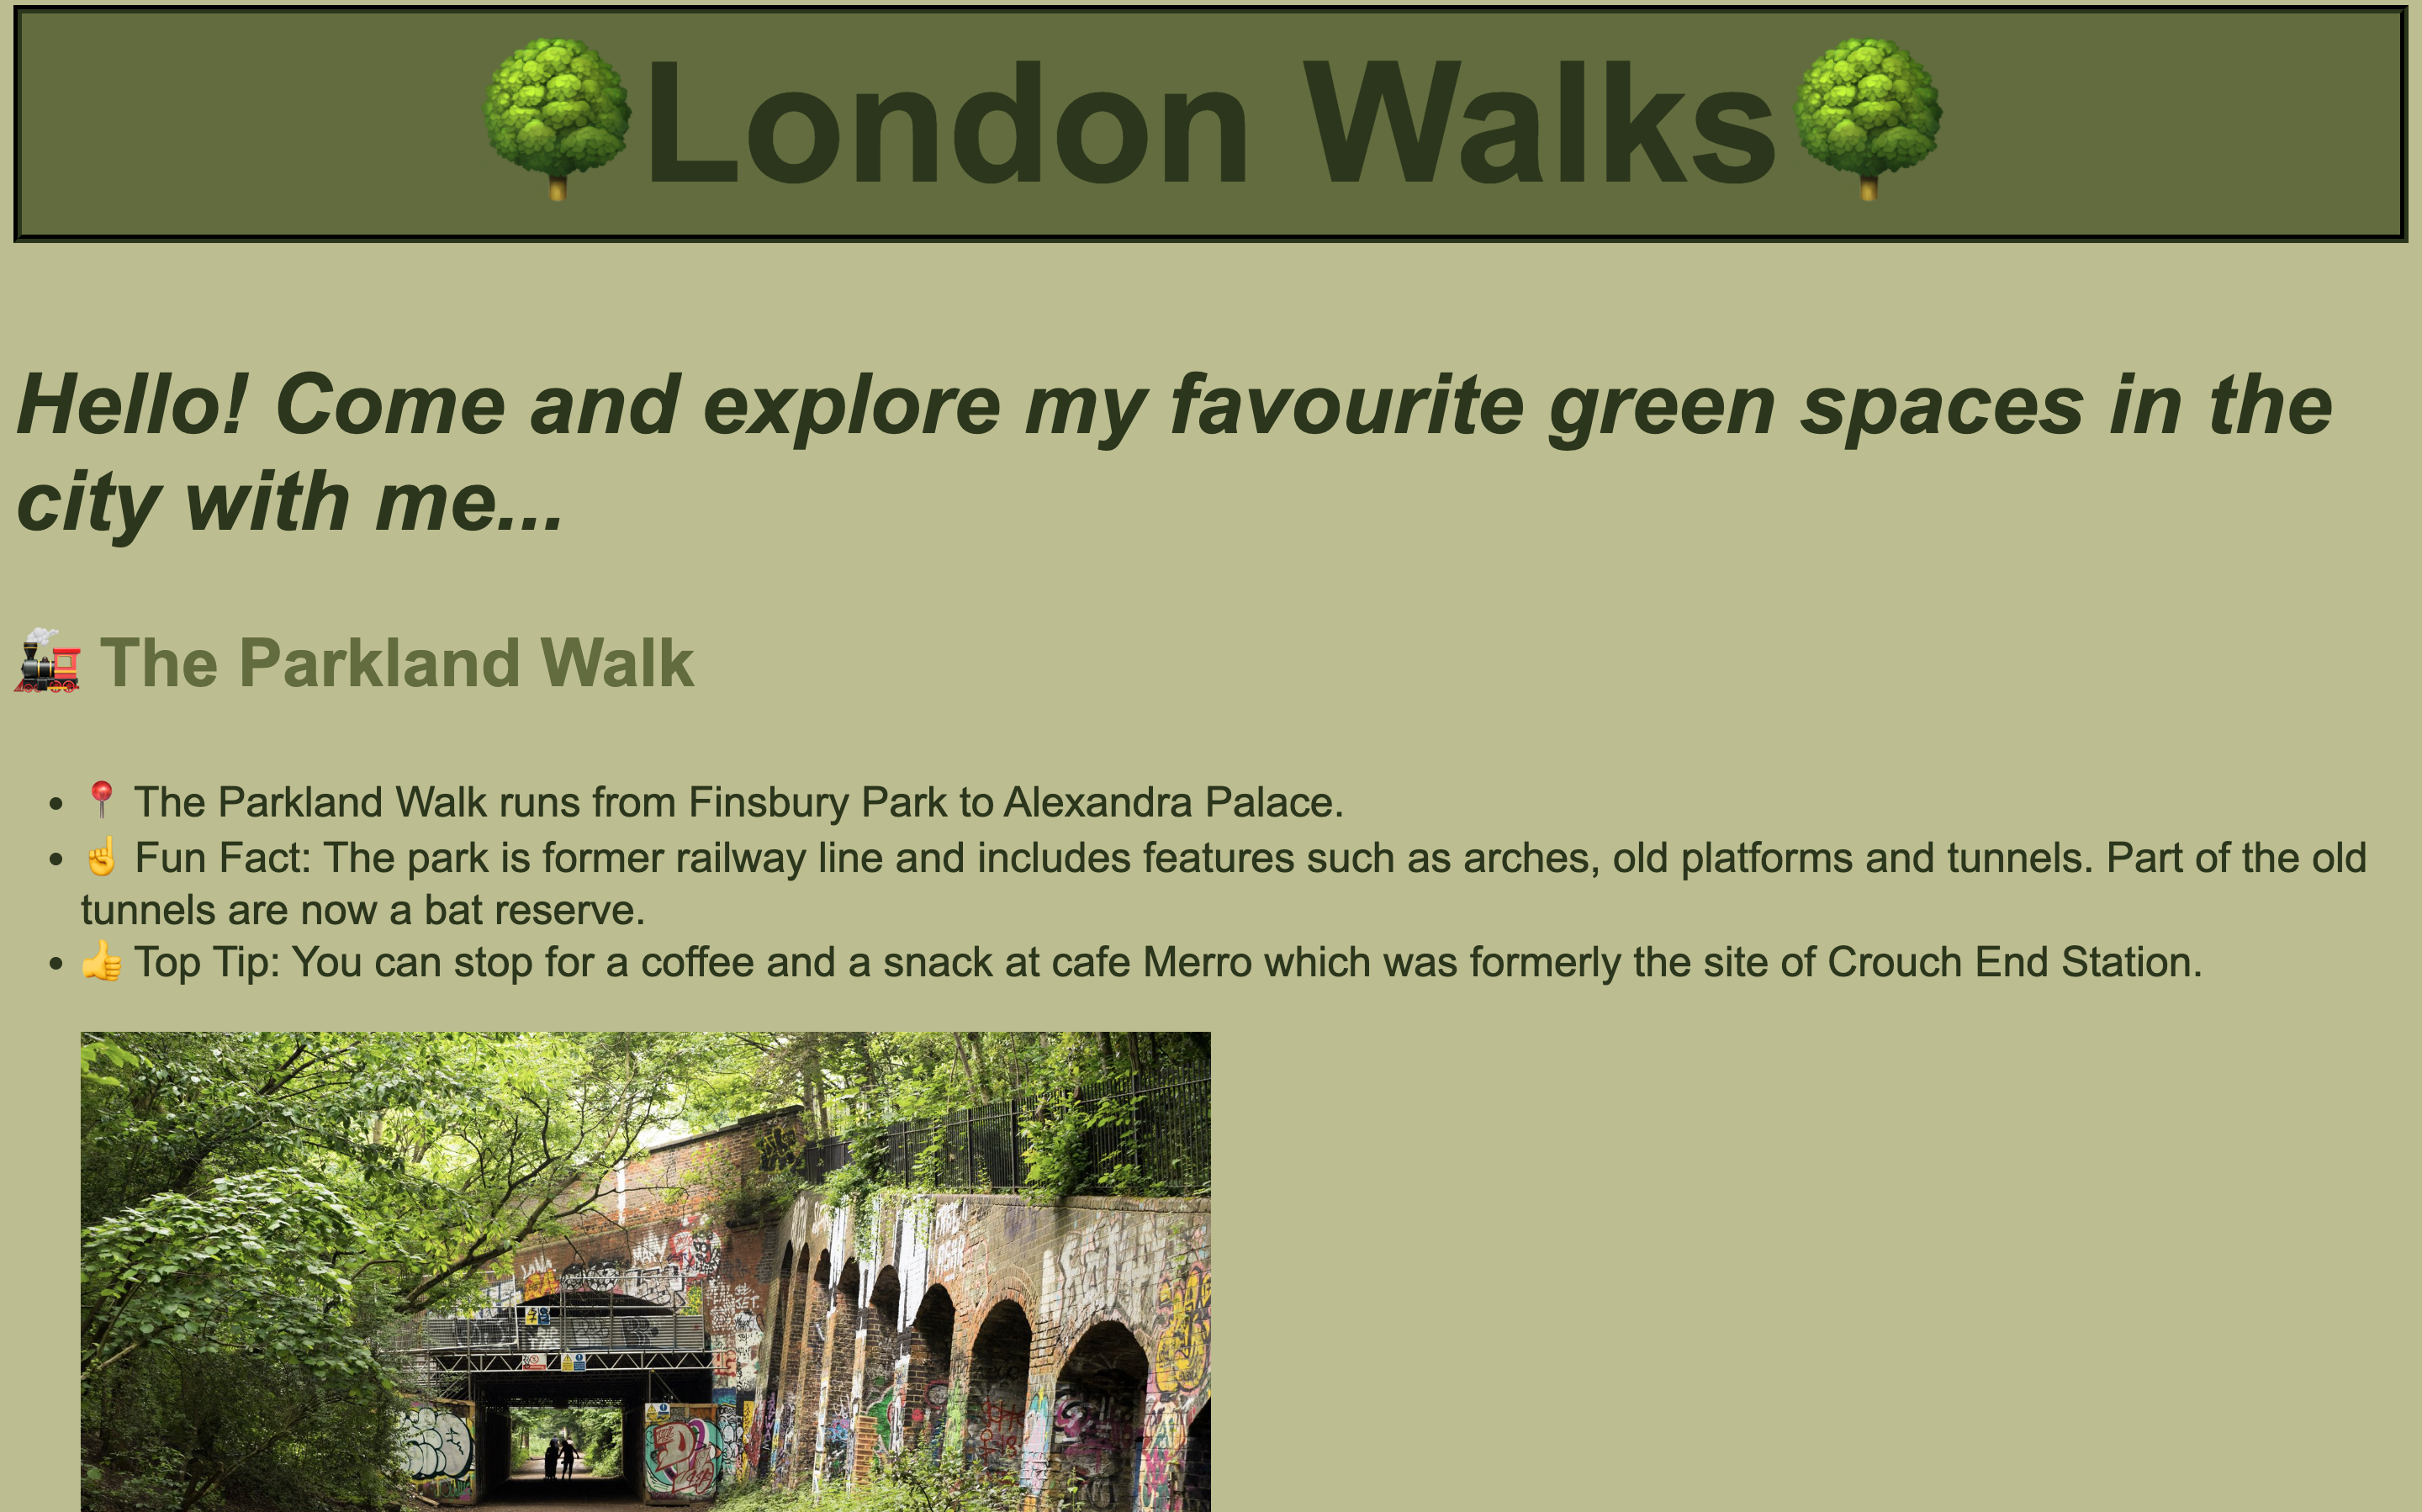 🌳London Walks🌳
Hello! Come and explore my favourite green spaces in the
city with me...
🚂 The Parkland Walk
• 📍 The Parkland Walk runs from Finsbury Park to Alexandra Palace.
• ☝️ Fun Fact: The park is former railway line and includes features such as arches, old platforms and tunnels. Part of the old
tunnels are now a bat reserve.
• 👍 Top Tip: You can stop for a coffee and a snack at cafe Merro which was formerly the site of Crouch End Station.